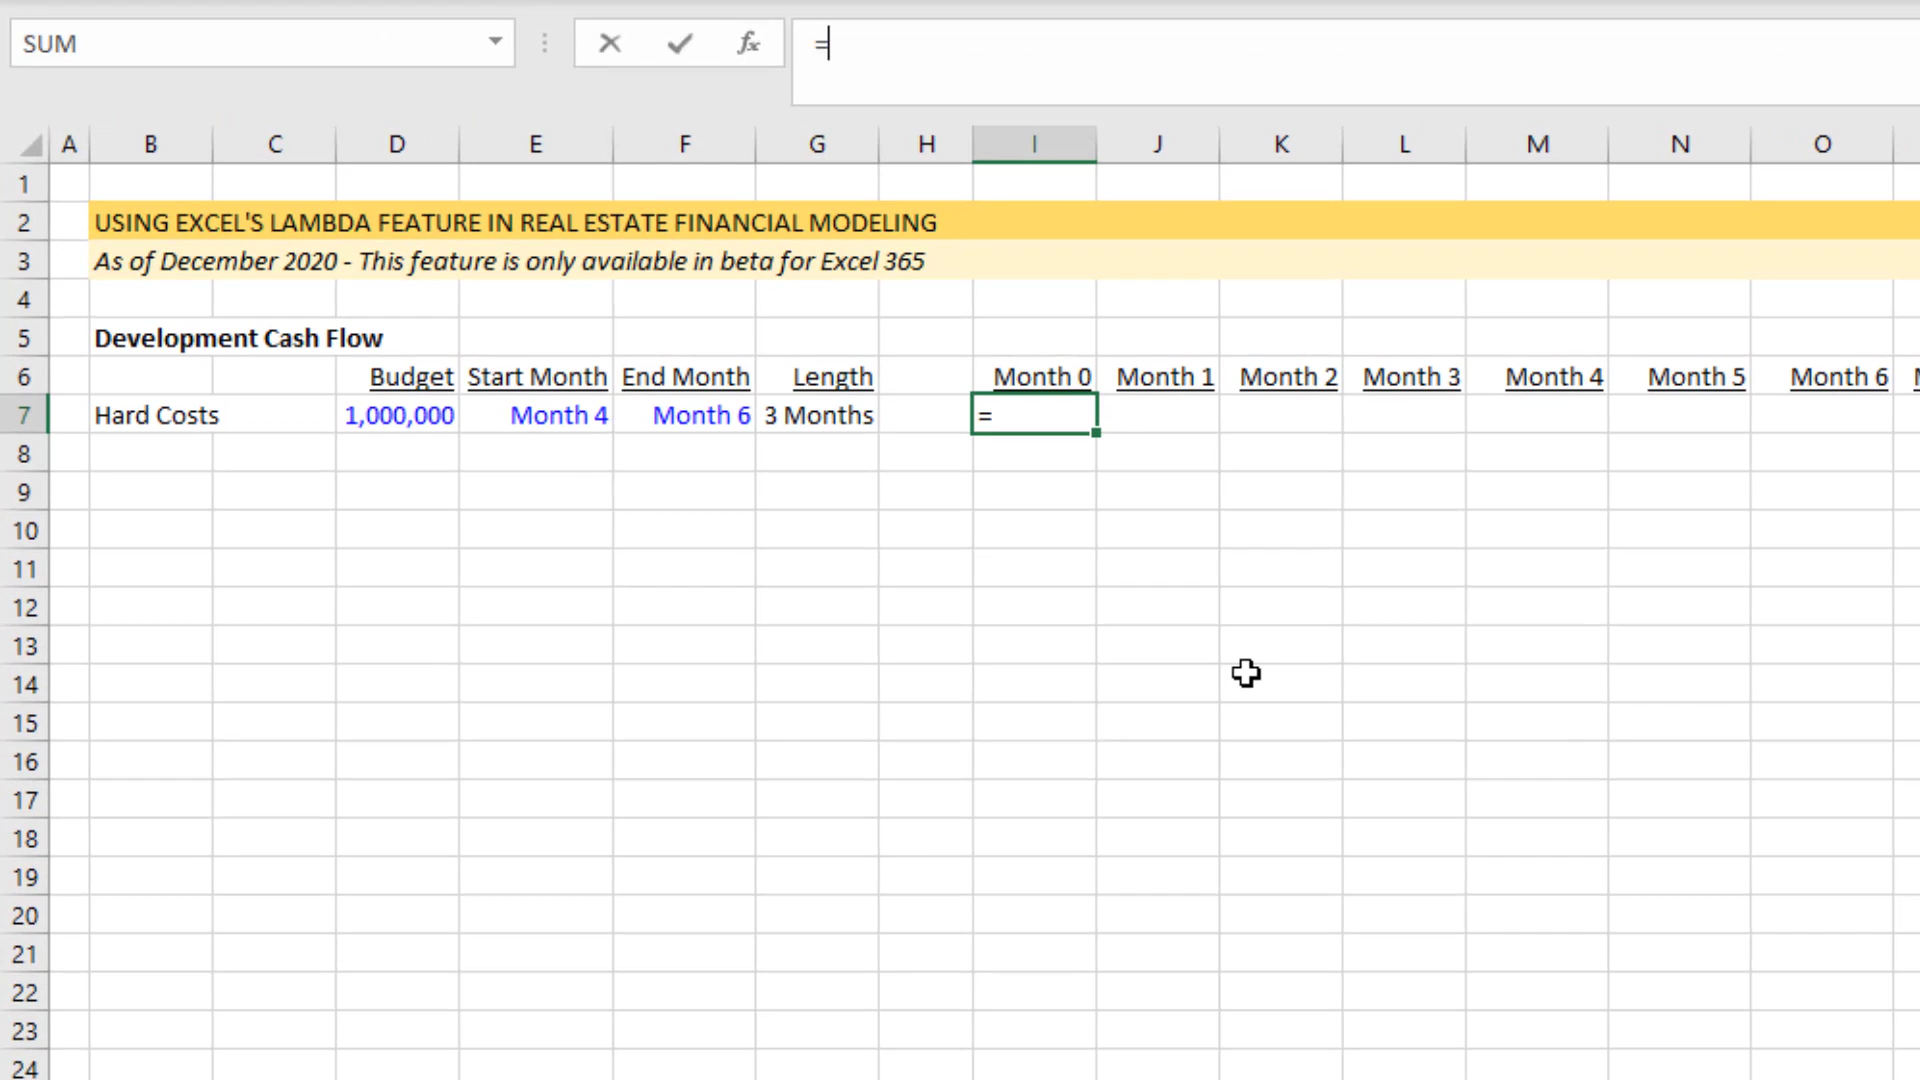 SUM fx =
A B C D E F G H I J K L M N O
1
2 USING EXCEL'S LAMBDA FEATURE IN REAL ESTATE FINANCIAL MODELING
3 As of December 2020 - This feature is only available in beta for Excel 365
4
5 Development Cash Flow
6 Budget Start Month End Month Length Month 0 Month 1 Month 2 Month 3 Month 4 Month 5 Month 6
7 Hard Costs 1,000,000 Month 4 Month 6 3 Months =
8
9
10
11
12
13
14
15
16
17
18
19
20
21
22
23
24